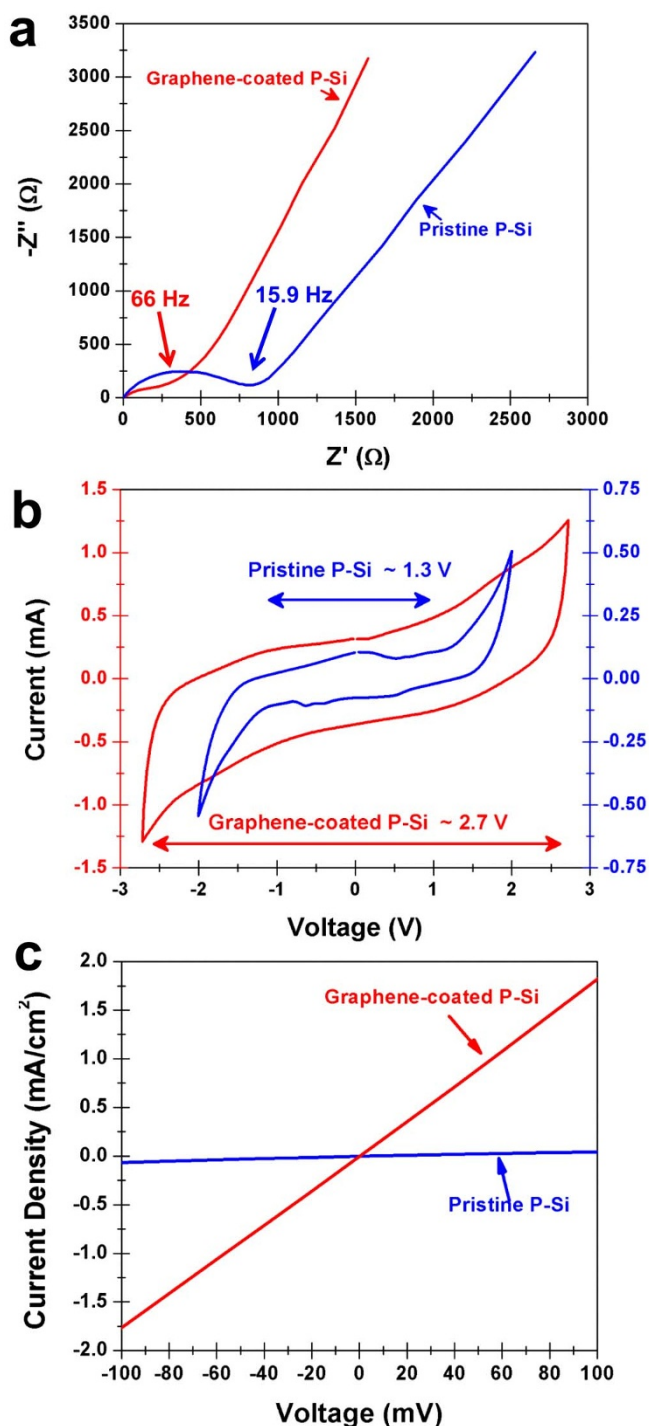 a
3500
3000
2500
2000
1500
1000
500
0
-Z'' (Ω)
Graphene-coated P-Si
Pristine P-Si
66 Hz
15.9 Hz
0 500 1000 1500 2000 2500 3000
Z' (Ω)
b
1.5
1.0
0.5
0.0
-0.5
-1.0
-1.5
Current (mA)
Pristine P-Si ~ 1.3 V
Graphene-coated P-Si ~ 2.7 V
0.75
0.50
0.25
0.00
-0.25
-0.50
-0.75
-3 -2 -1 0 1 2 3
Voltage (V)
c
2.0
1.5
1.0
0.5
0.0
-0.5
-1.0
-1.5
-2.0
Current Density (mA/cm²)
Graphene-coated P-Si
Pristine P-Si
-100 -80 -60 -40 -20 0 20 40 60 80 100
Voltage (mV)